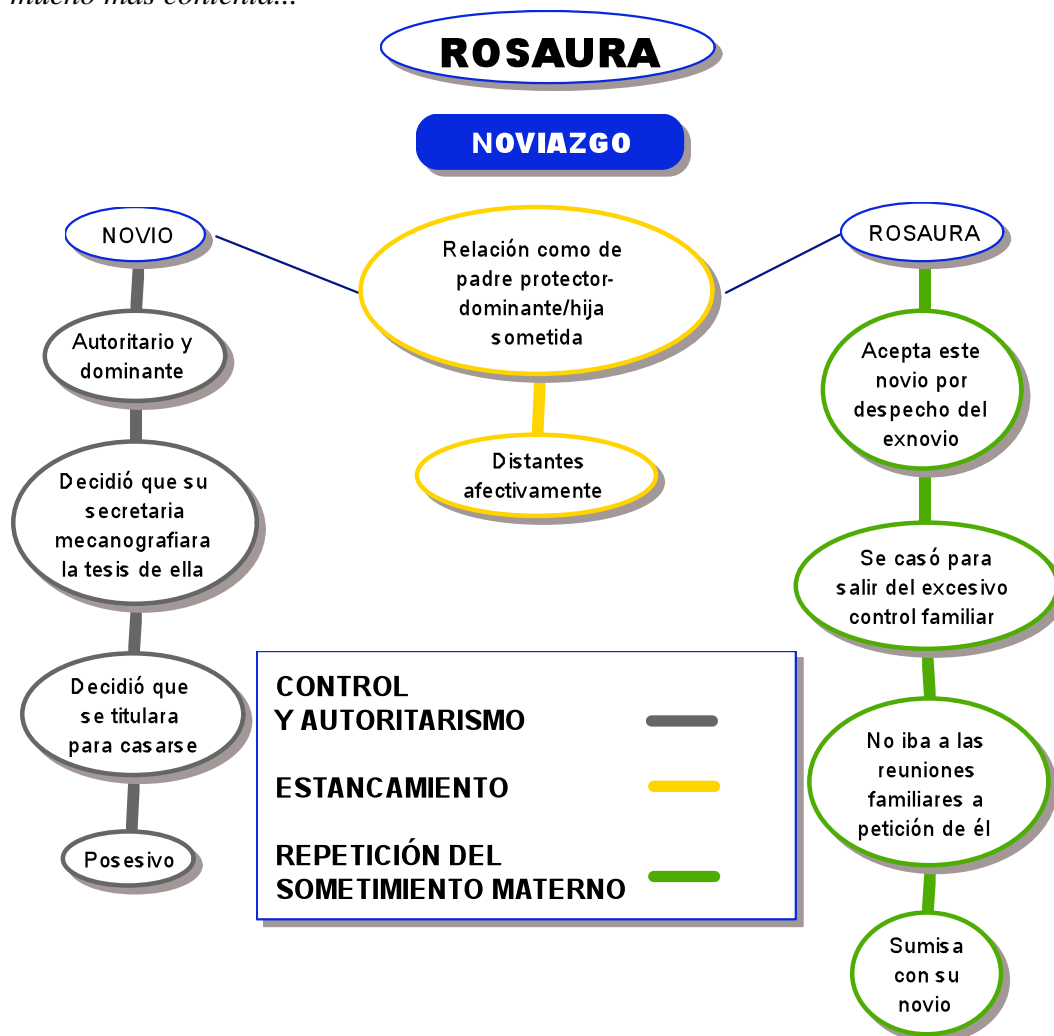 mucho más contenta...
ROSAURA
NOVIAZGO
NOVIO
Relación como de
padre protector-
dominante/hija
sometida
ROSAURA
Autoritario y
dominante
Acepta este
novio por
despecho del
exnovio
Distantes
afectivamente
Decidió que su
secretaria
mecanografiara
la tesis de ella
Se casó para
salir del excesivo
control familiar
Decidió que
se titulara
para casarse
No iba a las
reuniones
familiares a
petición de él
Posesivo
Sumisa
con su
novio
CONTROL
Y AUTORITARISMO
ESTANCAMIENTO
REPETICIÓN DEL
SOMETIMIENTO MATERNO